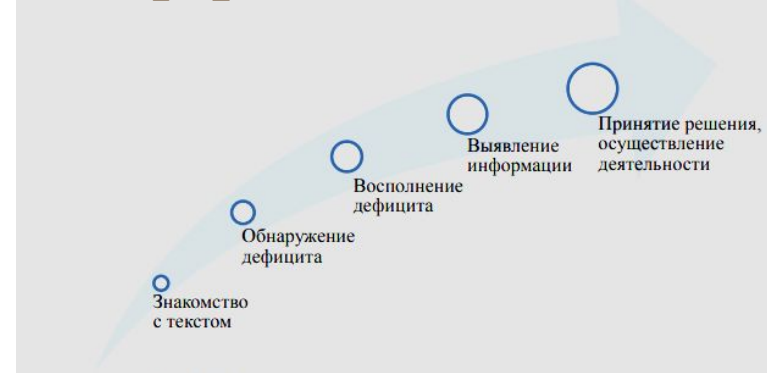 Знакомство
с текстом
Обнаружение
дефицита
Восполнение
дефицита
Выявление
информации
Принятие решения,
осуществление
деятельности